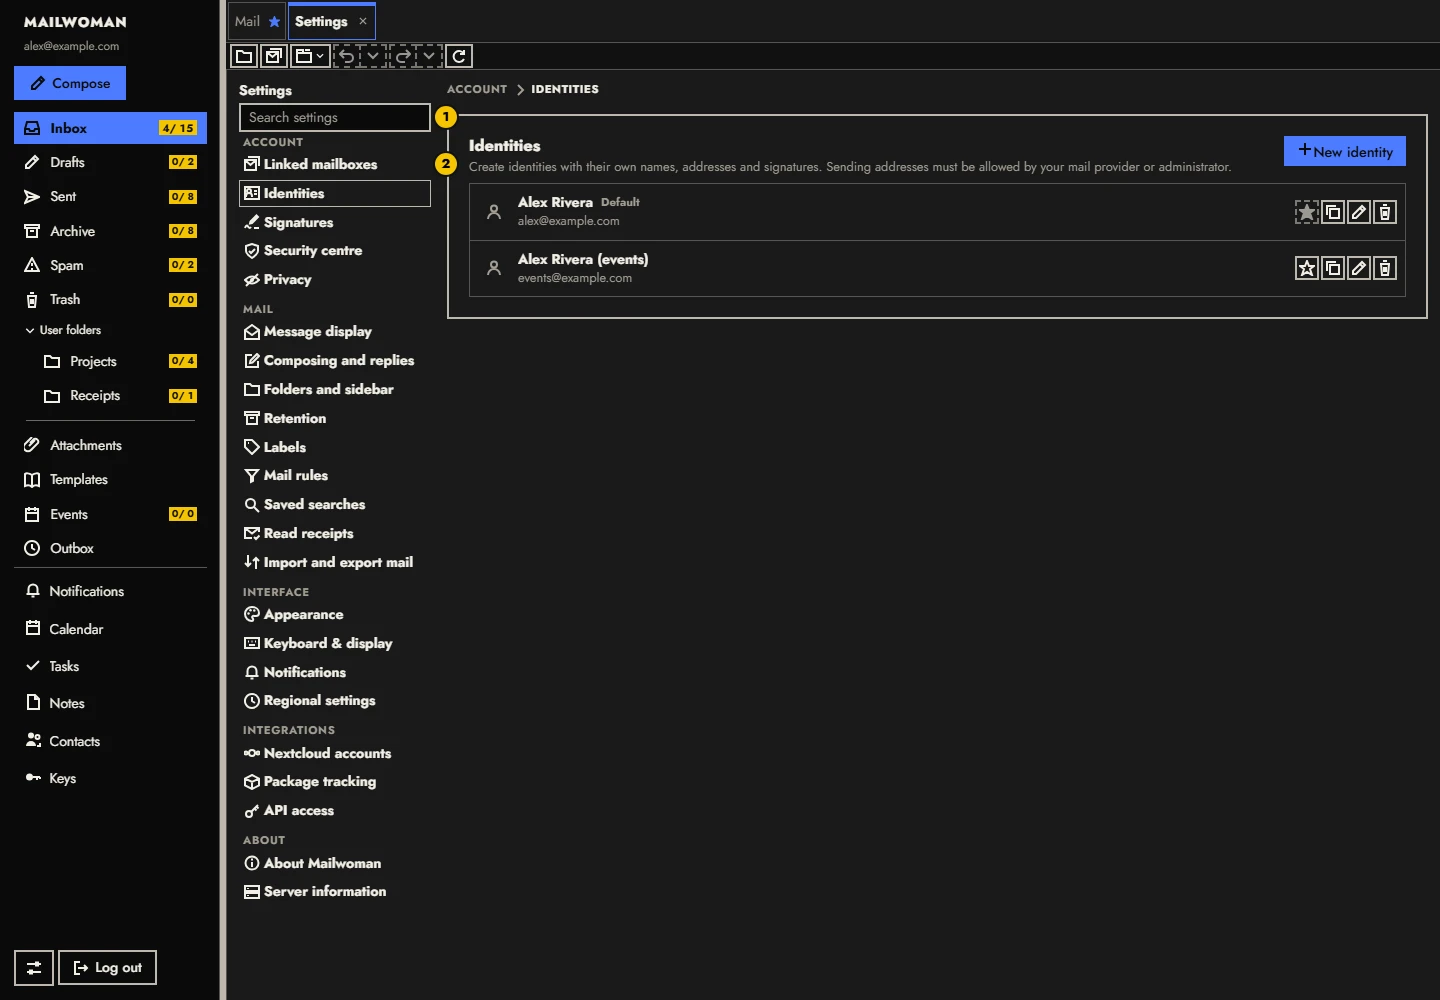 MAILWOMAN
alex@example.com
Compose
Inbox 4/ 15
Drafts 0/ 2
Sent 0/ 8
Archive 0/ 8
Spam 0/ 2
Trash 0/ 0
User folders
Projects 0/ 4
Receipts 0/ 1
Attachments
Templates
Events 0/ 0
Outbox
Notifications
Calendar
Tasks
Notes
Contacts
Keys
Log out
Mail
Settings ×
Settings
Search settings
ACCOUNT
Linked mailboxes
Identities
Signatures
Security centre
Privacy
MAIL
Message display
Composing and replies
Folders and sidebar
Retention
Labels
Mail rules
Saved searches
Read receipts
Import and export mail
INTERFACE
Appearance
Keyboard & display
Notifications
Regional settings
INTEGRATIONS
Nextcloud accounts
Package tracking
API access
ABOUT
About Mailwoman
Server information
ACCOUNT > IDENTITIES
1
2
Identities
Create identities with their own names, addresses and signatures. Sending addresses must be allowed by your mail provider or administrator.
+ New identity
Alex Rivera Default
alex@example.com
Alex Rivera (events)
events@example.com